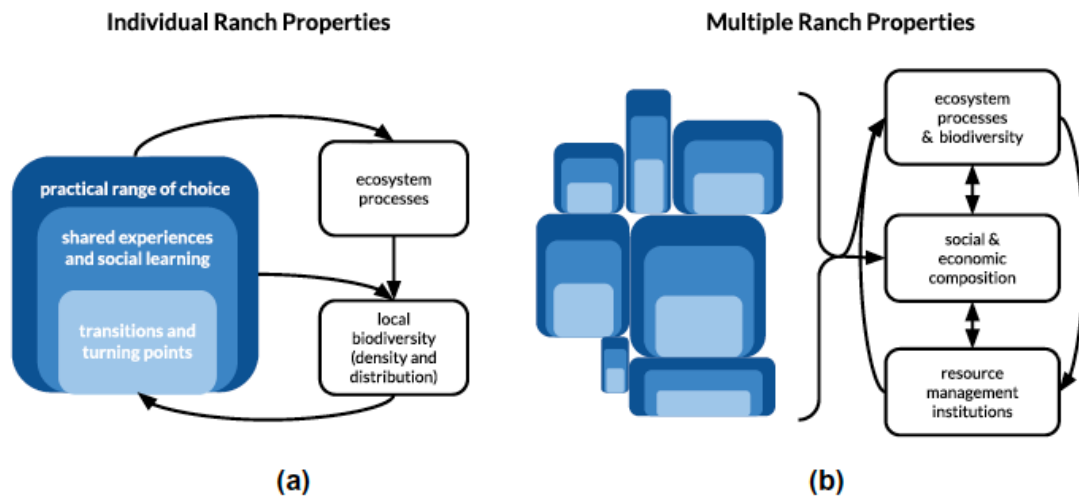 Individual Ranch Properties
practical range of choice
shared experiences
and social learning
transitions and
turning points
ecosystem
processes
local
biodiversity
(density and
distribution)
(a)
Multiple Ranch Properties
ecosystem
processes
& biodiversity
social &
economic
composition
resource
management
institutions
(b)